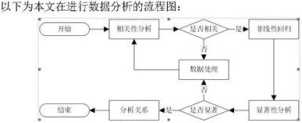 以下为本文在进行数据分析的流程图：
开始
相关性分析
是否相关
是
非线性回归
否
数据处理
否
结束
分析关系
是
是否显著
显著性分析